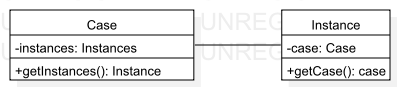 Case
-instances: Instances
+getInstances(): Instance
Instance
-case: Case
+getCase(): case